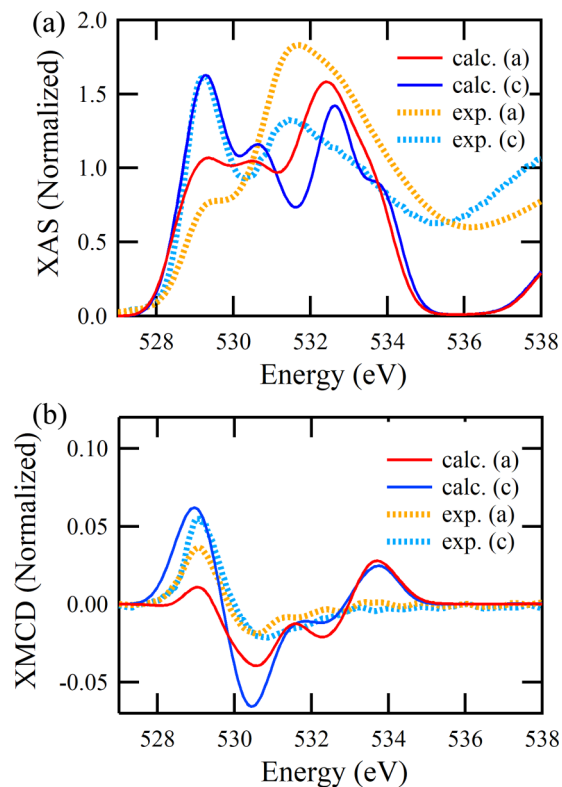 (a)
2.0
1.5
1.0
0.5
0.0
XAS (Normalized)
calc. (a)
calc. (c)
exp. (a)
exp. (c)
528 530 532 534 536 538
Energy (eV)
(b)
0.10
0.05
0.00
-0.05
XMCD (Normalized)
calc. (a)
calc. (c)
exp. (a)
exp. (c)
528 530 532 534 536 538
Energy (eV)